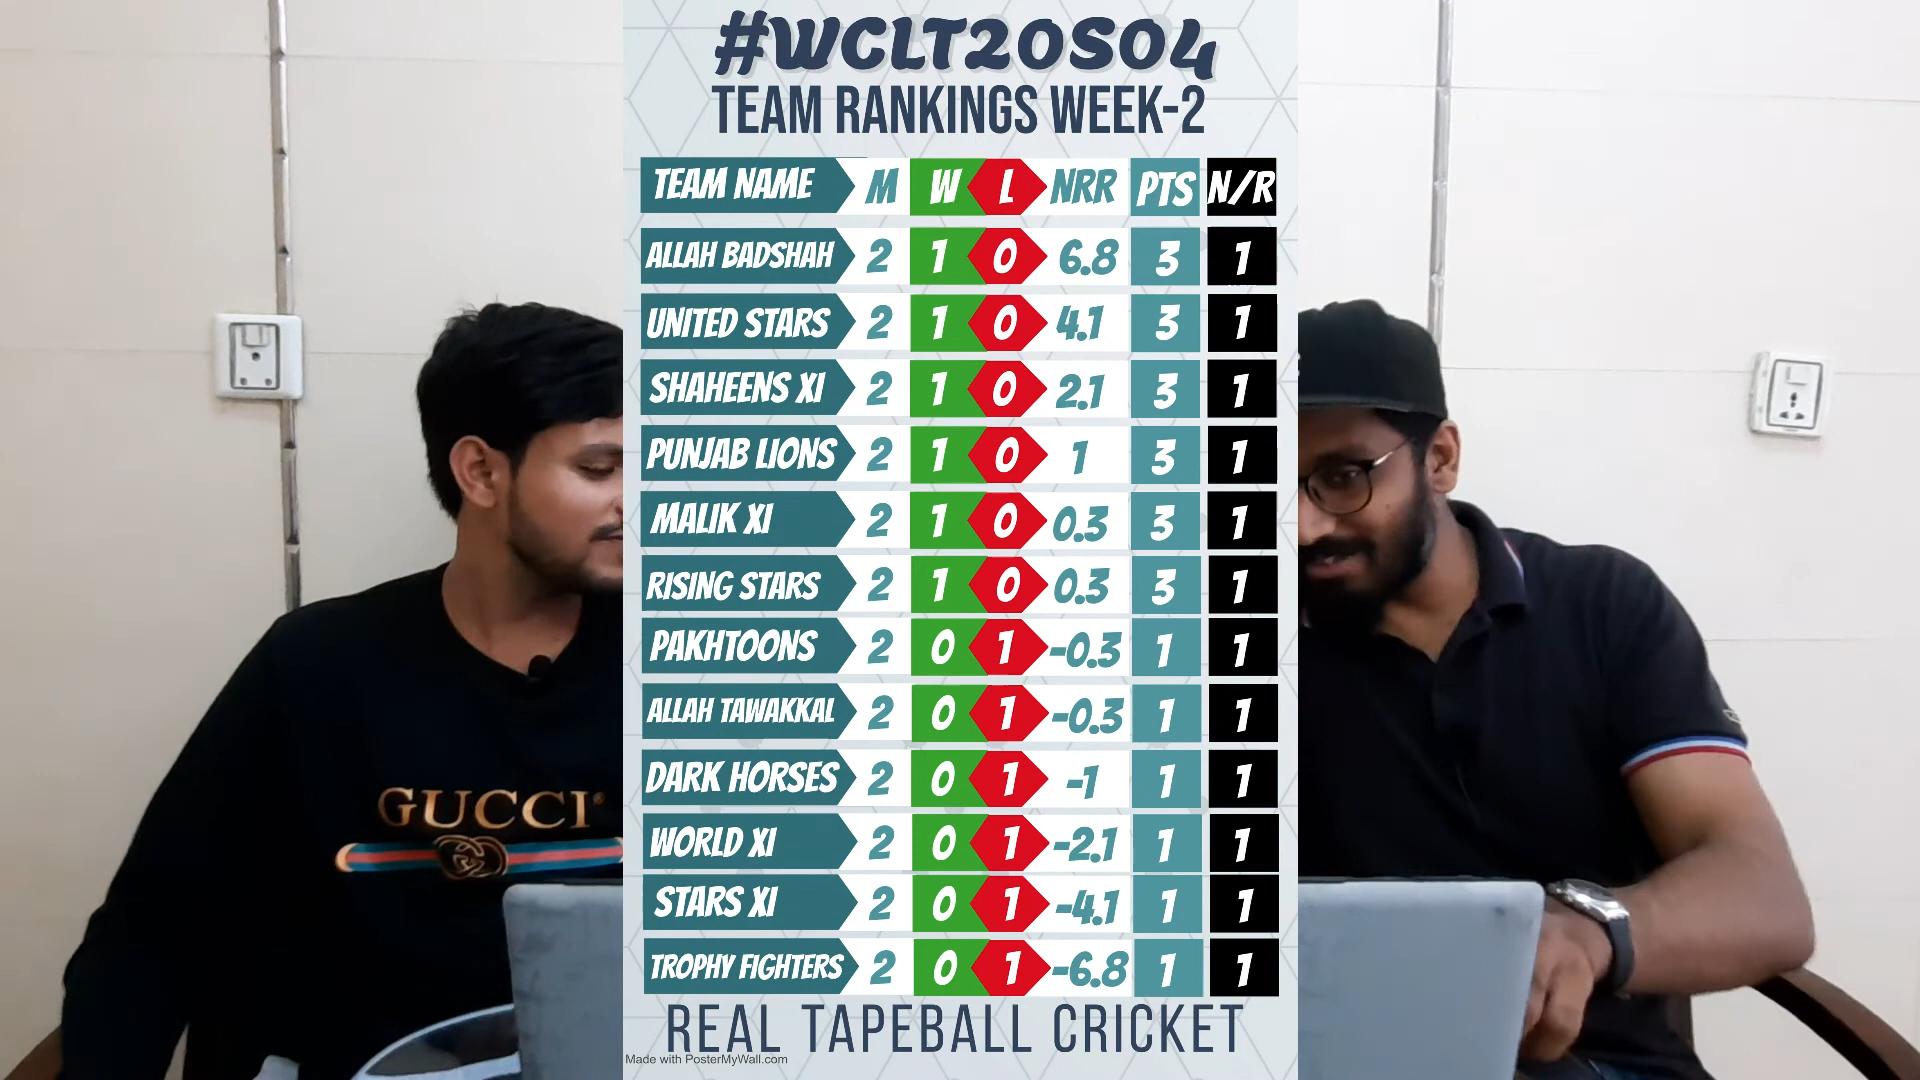 #WCLT20S04
TEAM RANKINGS WEEK-2
TEAM NAME M W L NRR PTS N/R
ALLAH BADSHAH 2 1 0 6.8 3 1
UNITED STARS 2 1 0 4.1 3 1
SHAHEENS XI 2 1 0 2.1 3 1
PUNJAB LIONS 2 1 0 1 3 1
MALIK XI 2 1 0 0.3 3 1
RISING STARS 2 1 0 0.3 3 1
PAKHTOONS 2 0 1 -0.3 1 1
ALLAH TAWAKKAL 2 0 1 -0.3 1 1
DARK HORSES 2 0 1 -1 1 1
WORLD XI 2 0 1 -2.1 1 1
STARS XI 2 0 1 -4.1 1 1
TROPHY FIGHTERS 2 0 1 -6.8 1 1
REAL TAPEBALL CRICKET
Made with PosterMyWall.com
GUCCI